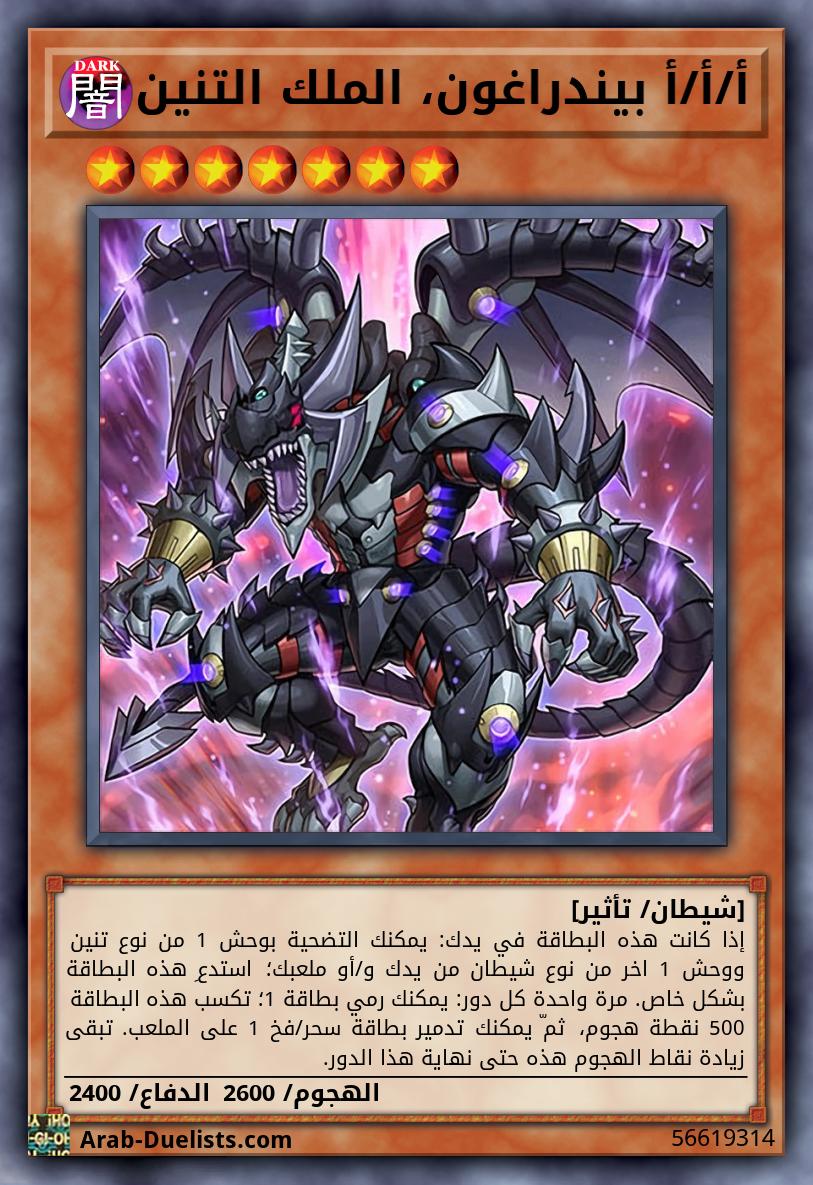 DARK
闇
أ/أ/أ بيندراغون، الملك التنين
[شيطان/ تأثير]
إذا كانت هذه البطاقة في يدك: يمكنك التضحية بوحش 1 من نوع تنين
ووحش 1 اخر من نوع شيطان من يدك و/أو ملعبك؛ استدعِ هذه البطاقة
بشكل خاص. مرة واحدة كل دور: يمكنك رمي بطاقة 1؛ تكسب هذه البطاقة
500 نقطة هجوم، ثمّ يمكنك تدمير بطاقة سحر/فخ 1 على الملعب. تبقى
زيادة نقاط الهجوم هذه حتى نهاية هذا الدور.
الهجوم/ 2600 الدفاع/ 2400
Arab-Duelists.com
56619314